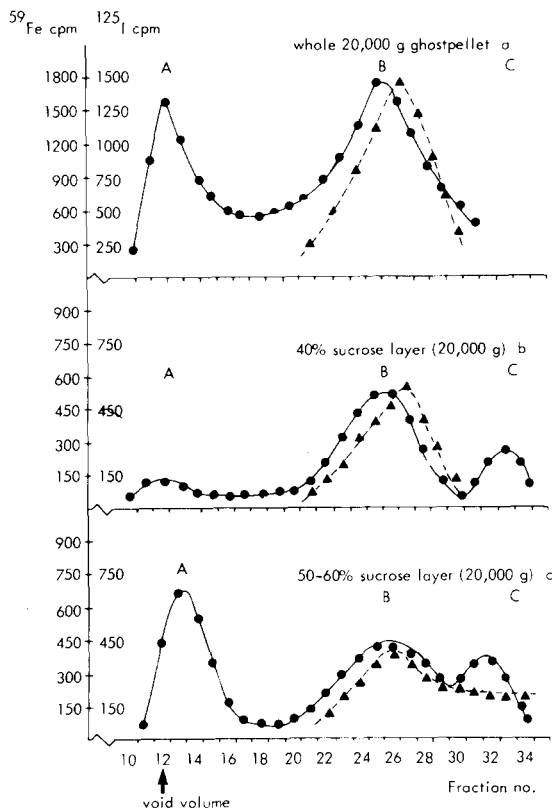 59Fe cpm 125I cpm
whole 20,000 g ghostpellet a
A B C
1800 1500
1500 1250
1200 1000
900 750
600 500
300 250
40% sucrose layer (20,000 g) b
A B C
900 750
750
600
450 450
300
150 150
50-60% sucrose layer (20,000 g) c
A B C
900
750 750
600
450 450
300
150 150
10 12 14 16 18 20 22 24 26 28 30 32 34
void volume
Fraction no.